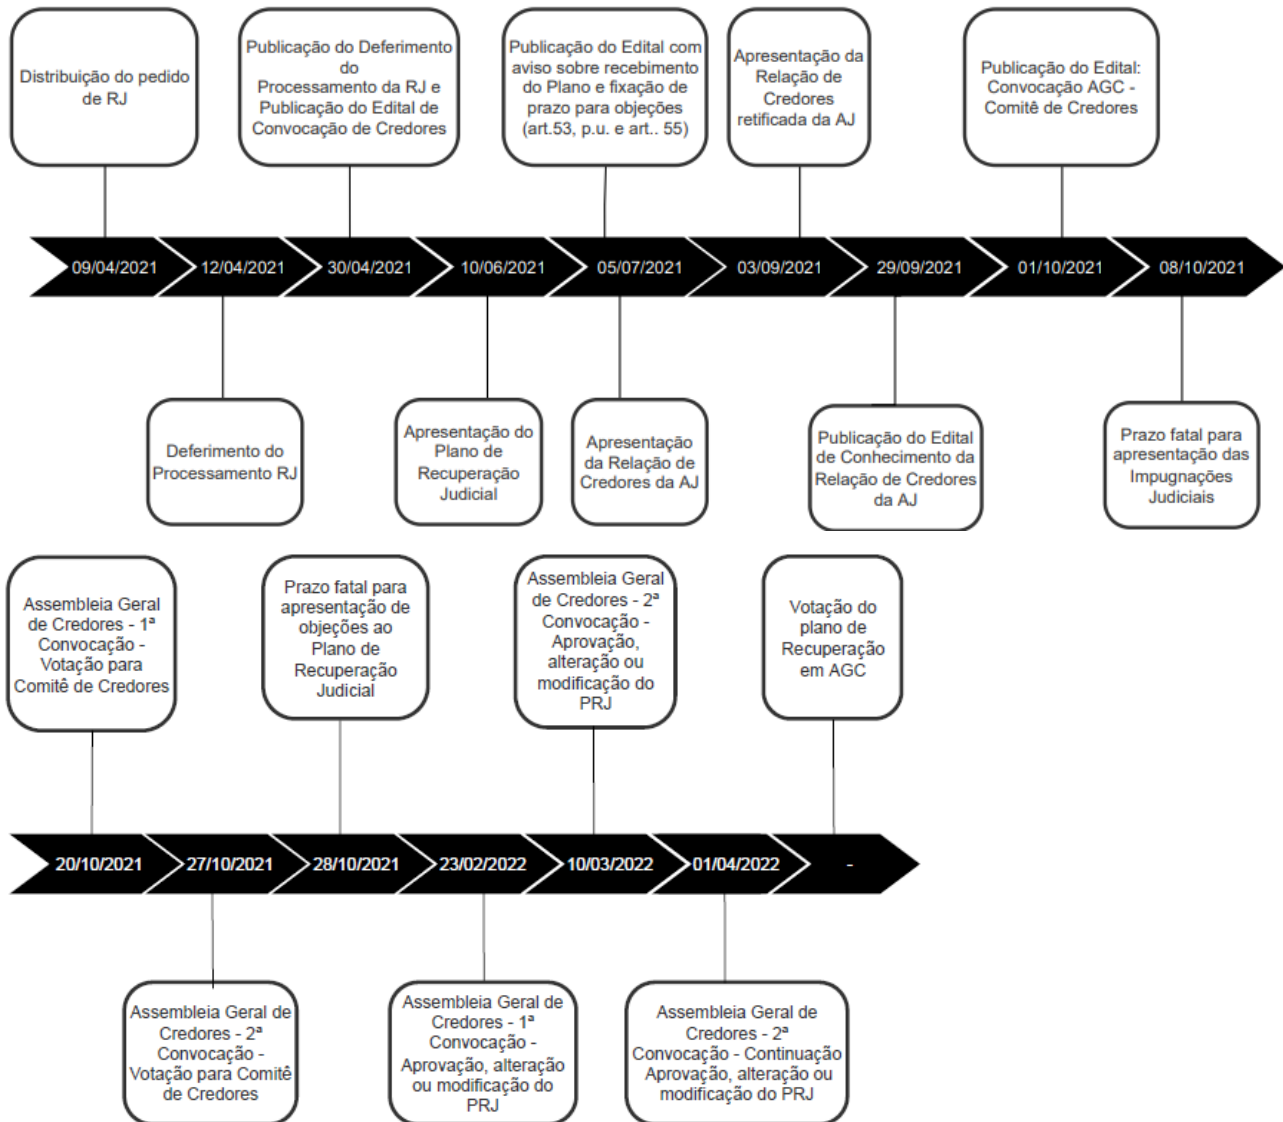 Distribuição do pedido
de RJ
Publicação do Deferimento
do
Processamento da RJ e
Publicação do Edital de
Convocação de Credores
Publicação do Edital com
aviso sobre recebimento
do Plano e fixação de
prazo para objeções
(art.53, p.u. e art.. 55)
Apresentação da
Relação de
Credores
retificada da AJ
Publicação do Edital:
Convocação AGC -
Comitê de Credores
09/04/2021
12/04/2021
30/04/2021
10/06/2021
05/07/2021
03/09/2021
29/09/2021
01/10/2021
08/10/2021
Deferimento do
Processamento RJ
Apresentação do
Plano de
Recuperação
Judicial
Apresentação
da Relação de
Credores da AJ
Publicação do Edital
de Conhecimento da
Relação de Credores
da AJ
Prazo fatal para
apresentação das
Impugnações
Judiciais
Assembleia Geral
de Credores - 1ª
Convocação -
Votação para
Comitê de Credores
Prazo fatal para
apresentação de
objeções ao
Plano de
Recuperação
Judicial
Assembleia Geral
de Credores - 2ª
Convocação -
Aprovação,
alteração ou
modificação do
PRJ
Votação do
plano de
Recuperação
em AGC
20/10/2021
27/10/2021
28/10/2021
23/02/2022
10/03/2022
01/04/2022
-
Assembleia Geral de
Credores - 2ª
Convocação -
Votação para Comitê
de Credores
Assembleia Geral de
Credores - 1ª
Convocação -
Aprovação, alteração
ou modificação do
PRJ
Assembleia Geral de
Credores - 2ª
Convocação - Continuação
Aprovação, alteração ou
modificação do PRJ